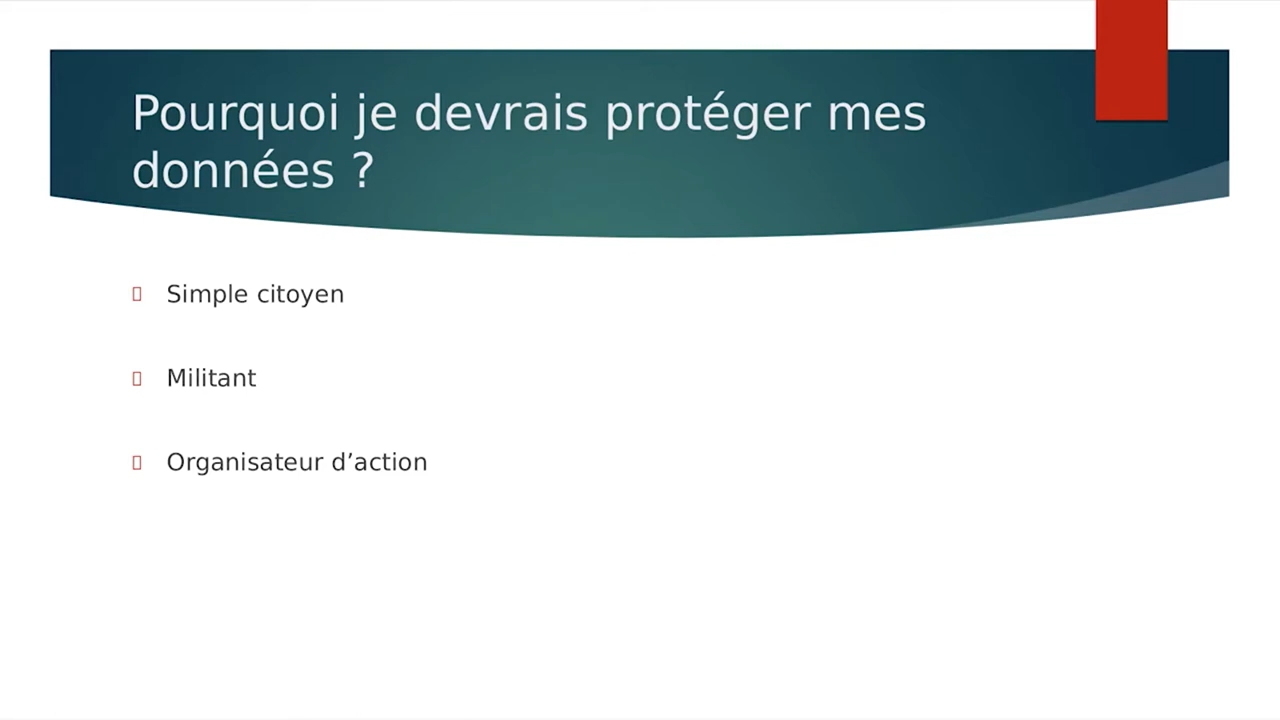 Pourquoi je devrais protéger mes
données ?
Simple citoyen
Militant
Organisateur d’action